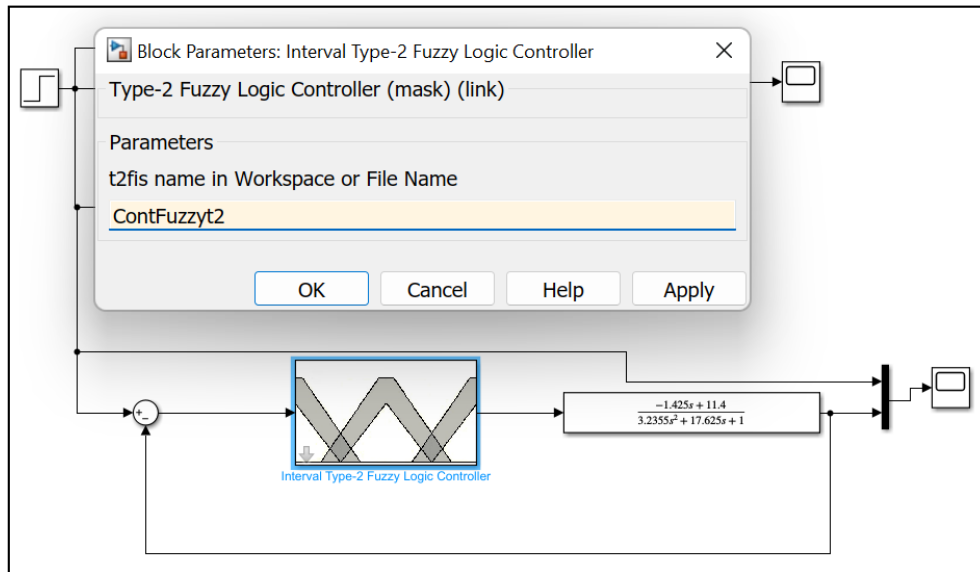 Block Parameters: Interval Type-2 Fuzzy Logic Controller
Type-2 Fuzzy Logic Controller (mask) (link)
Parameters
t2fis name in Workspace or File Name
ContFuzzyt2
OK Cancel Help Apply
+
−
−1.425s + 11.4
3.2355s² + 17.625s + 1
Interval Type-2 Fuzzy Logic Controller